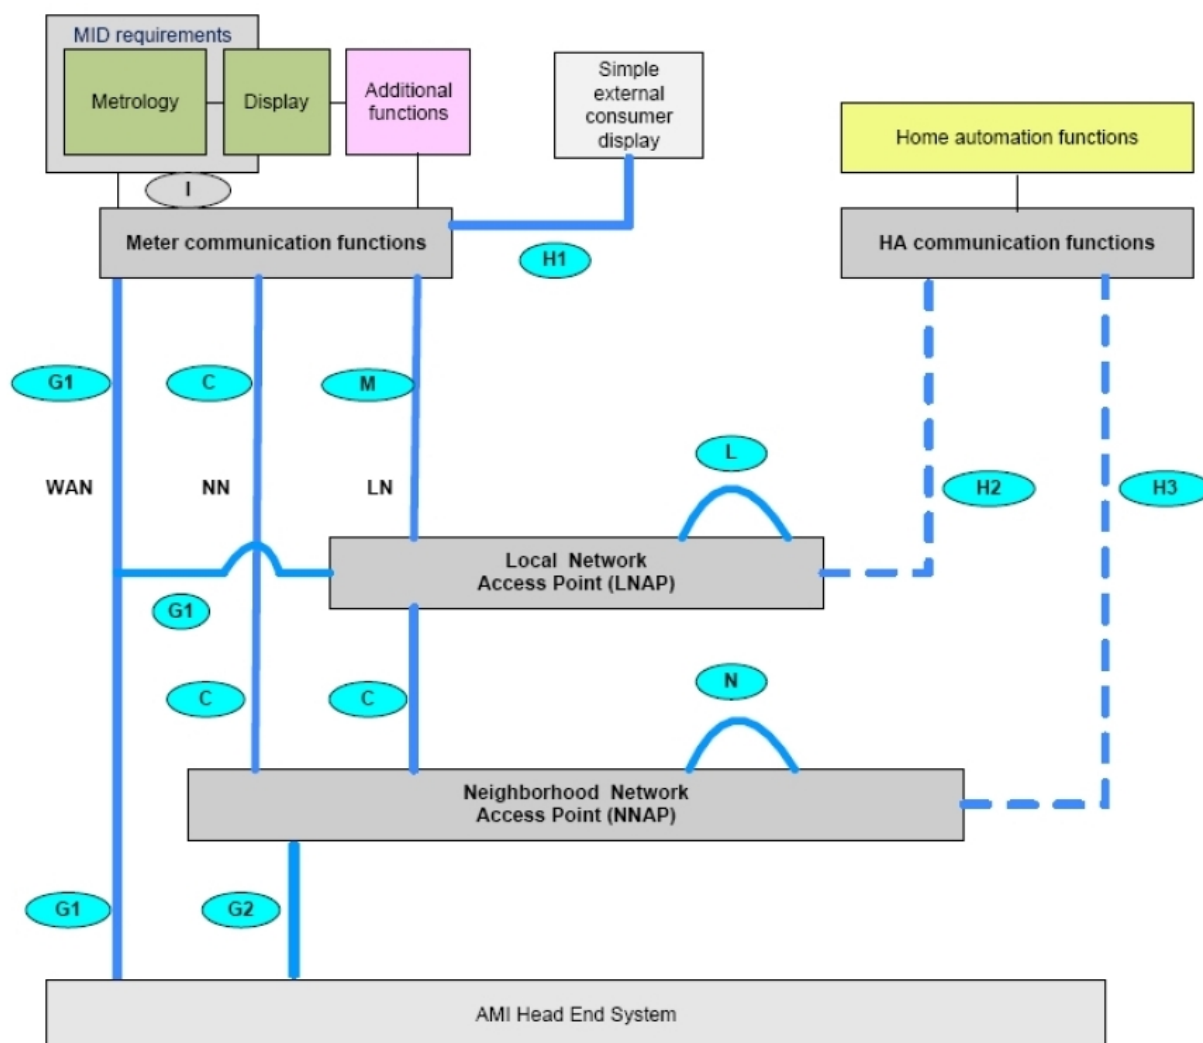 MID requirements
Metrology
Display
Additional
functions
Simple
external
consumer
display
Home automation functions
I
Meter communication functions
HA communication functions
H1
G1
C
M
L
WAN
NN
LN
H2
H3
Local Network
Access Point (LNAP)
G1
C
C
N
Neighborhood Network
Access Point (NNAP)
G1
G2
AMI Head End System